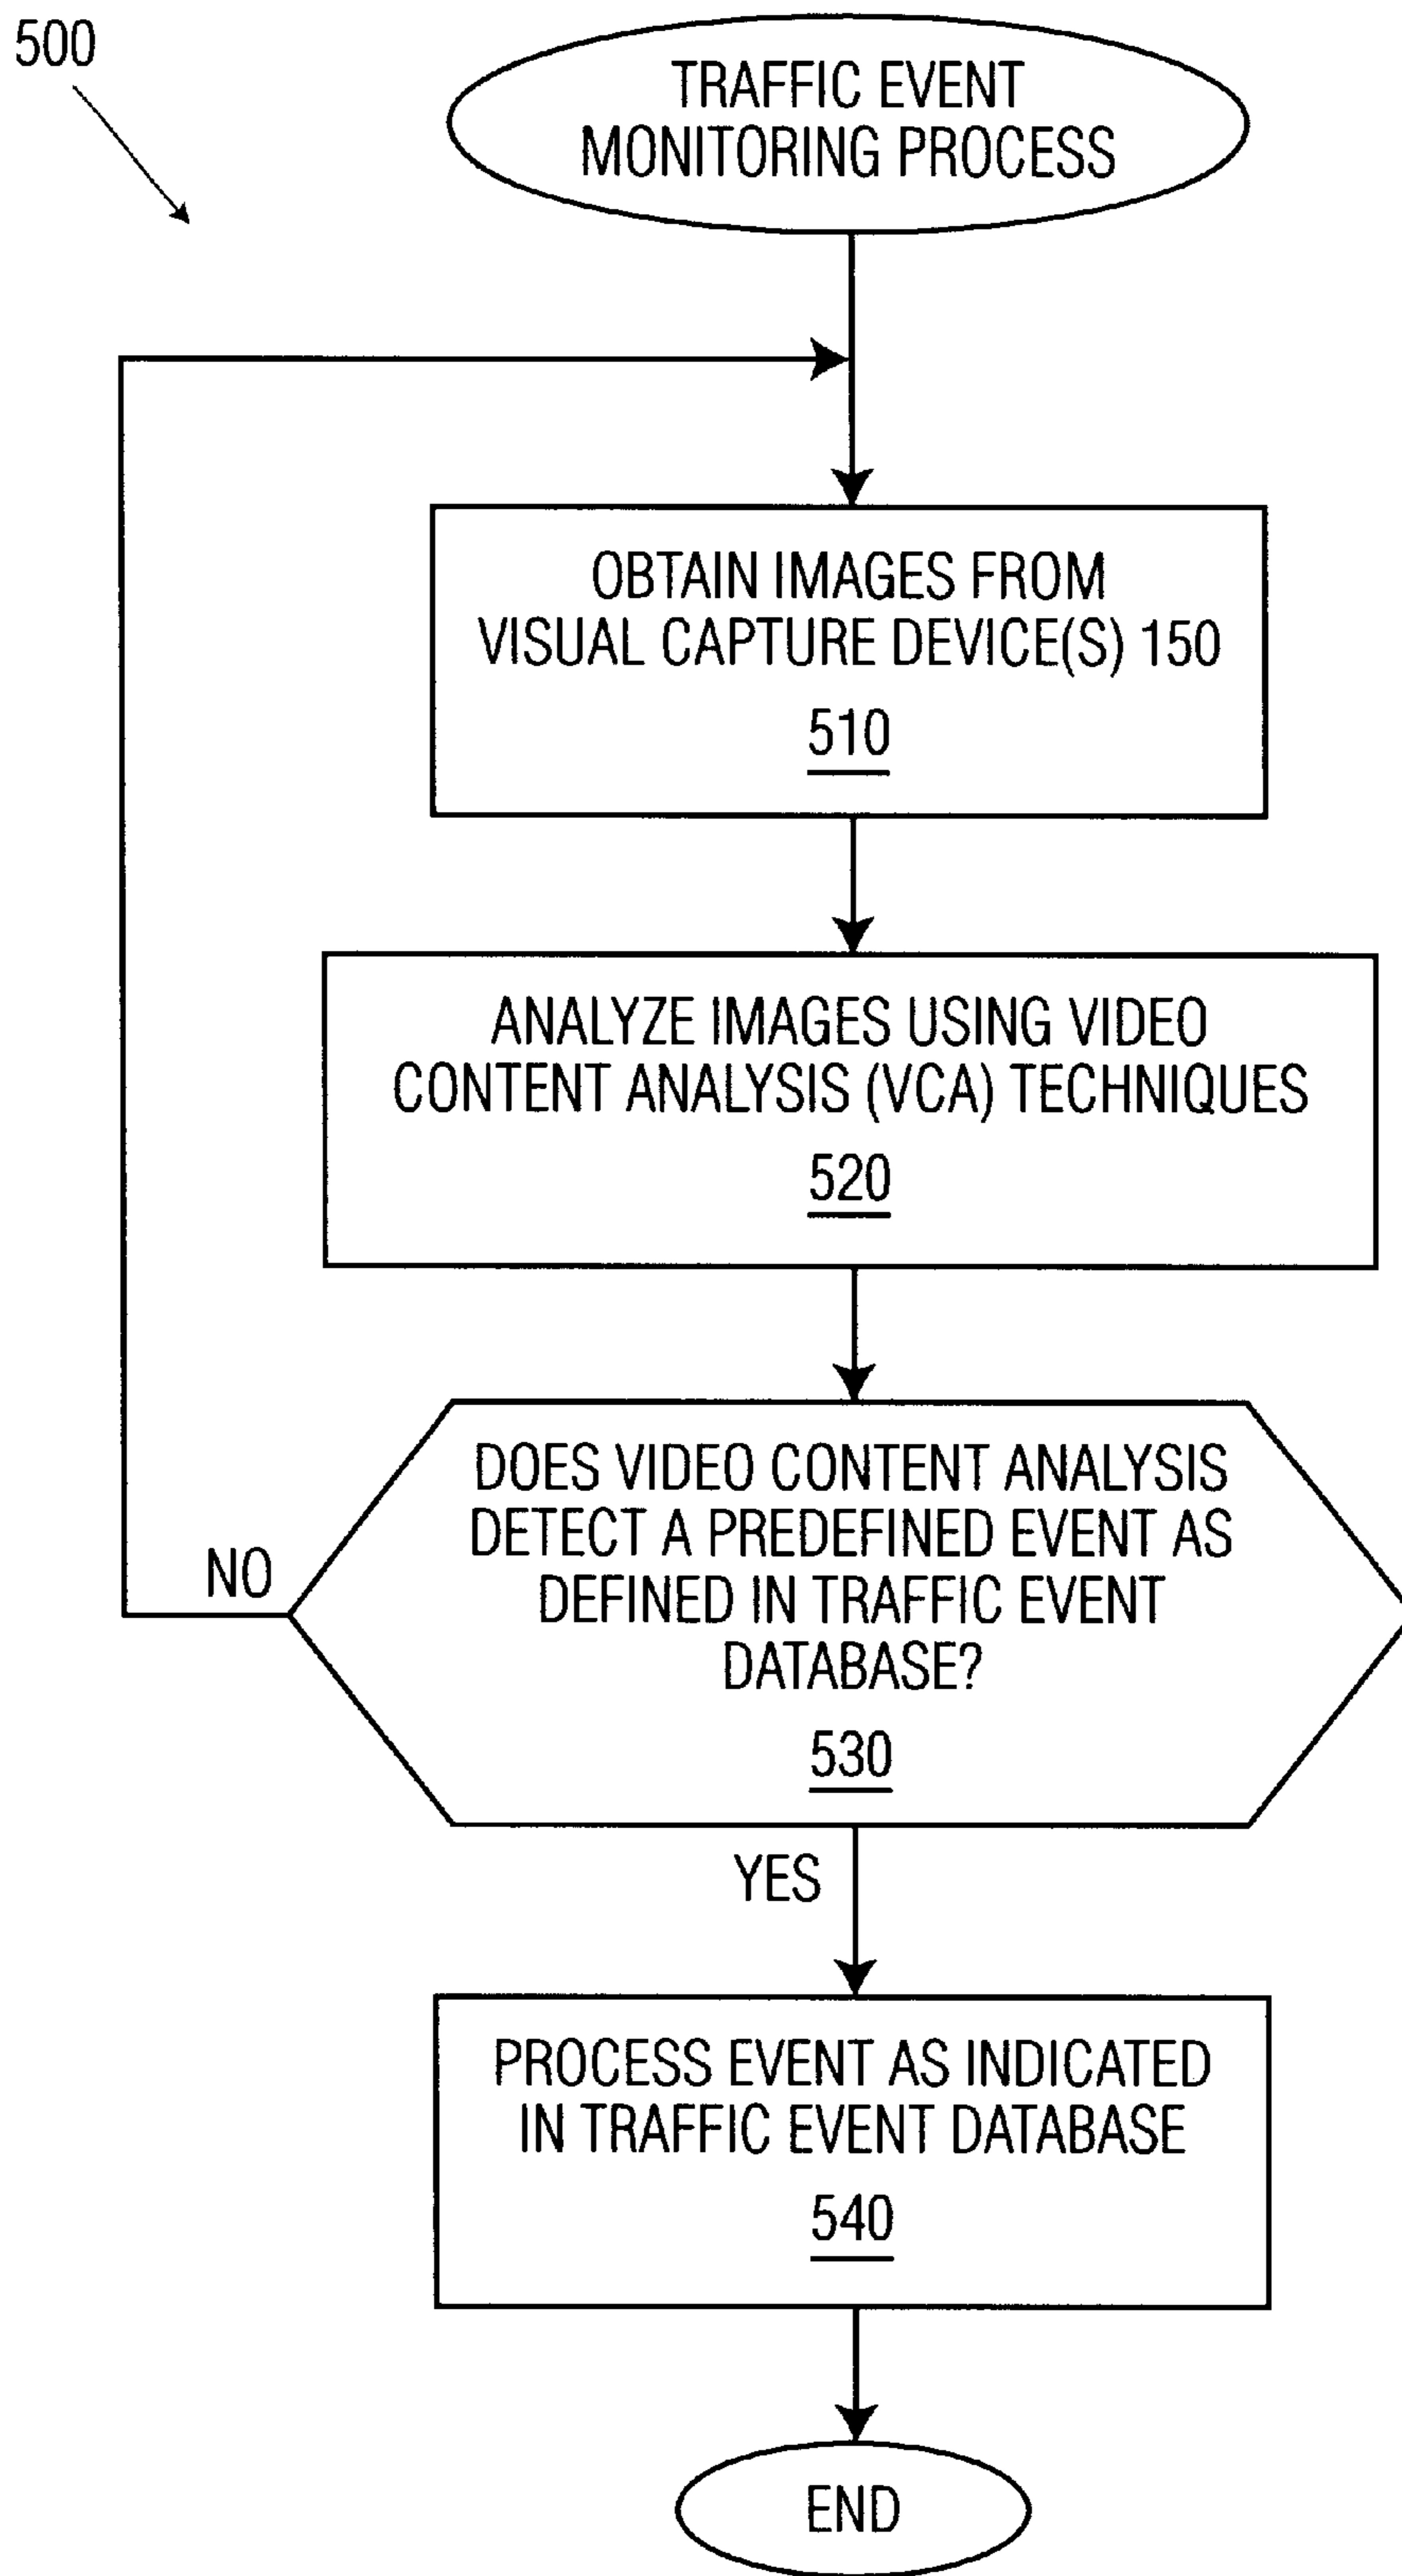 500
TRAFFIC EVENT
MONITORING PROCESS
OBTAIN IMAGES FROM
VISUAL CAPTURE DEVICE(S) 150
510
ANALYZE IMAGES USING VIDEO
CONTENT ANALYSIS (VCA) TECHNIQUES
520
DOES VIDEO CONTENT ANALYSIS
DETECT A PREDEFINED EVENT AS
DEFINED IN TRAFFIC EVENT
DATABASE?
530
NO
YES
PROCESS EVENT AS INDICATED
IN TRAFFIC EVENT DATABASE
540
END